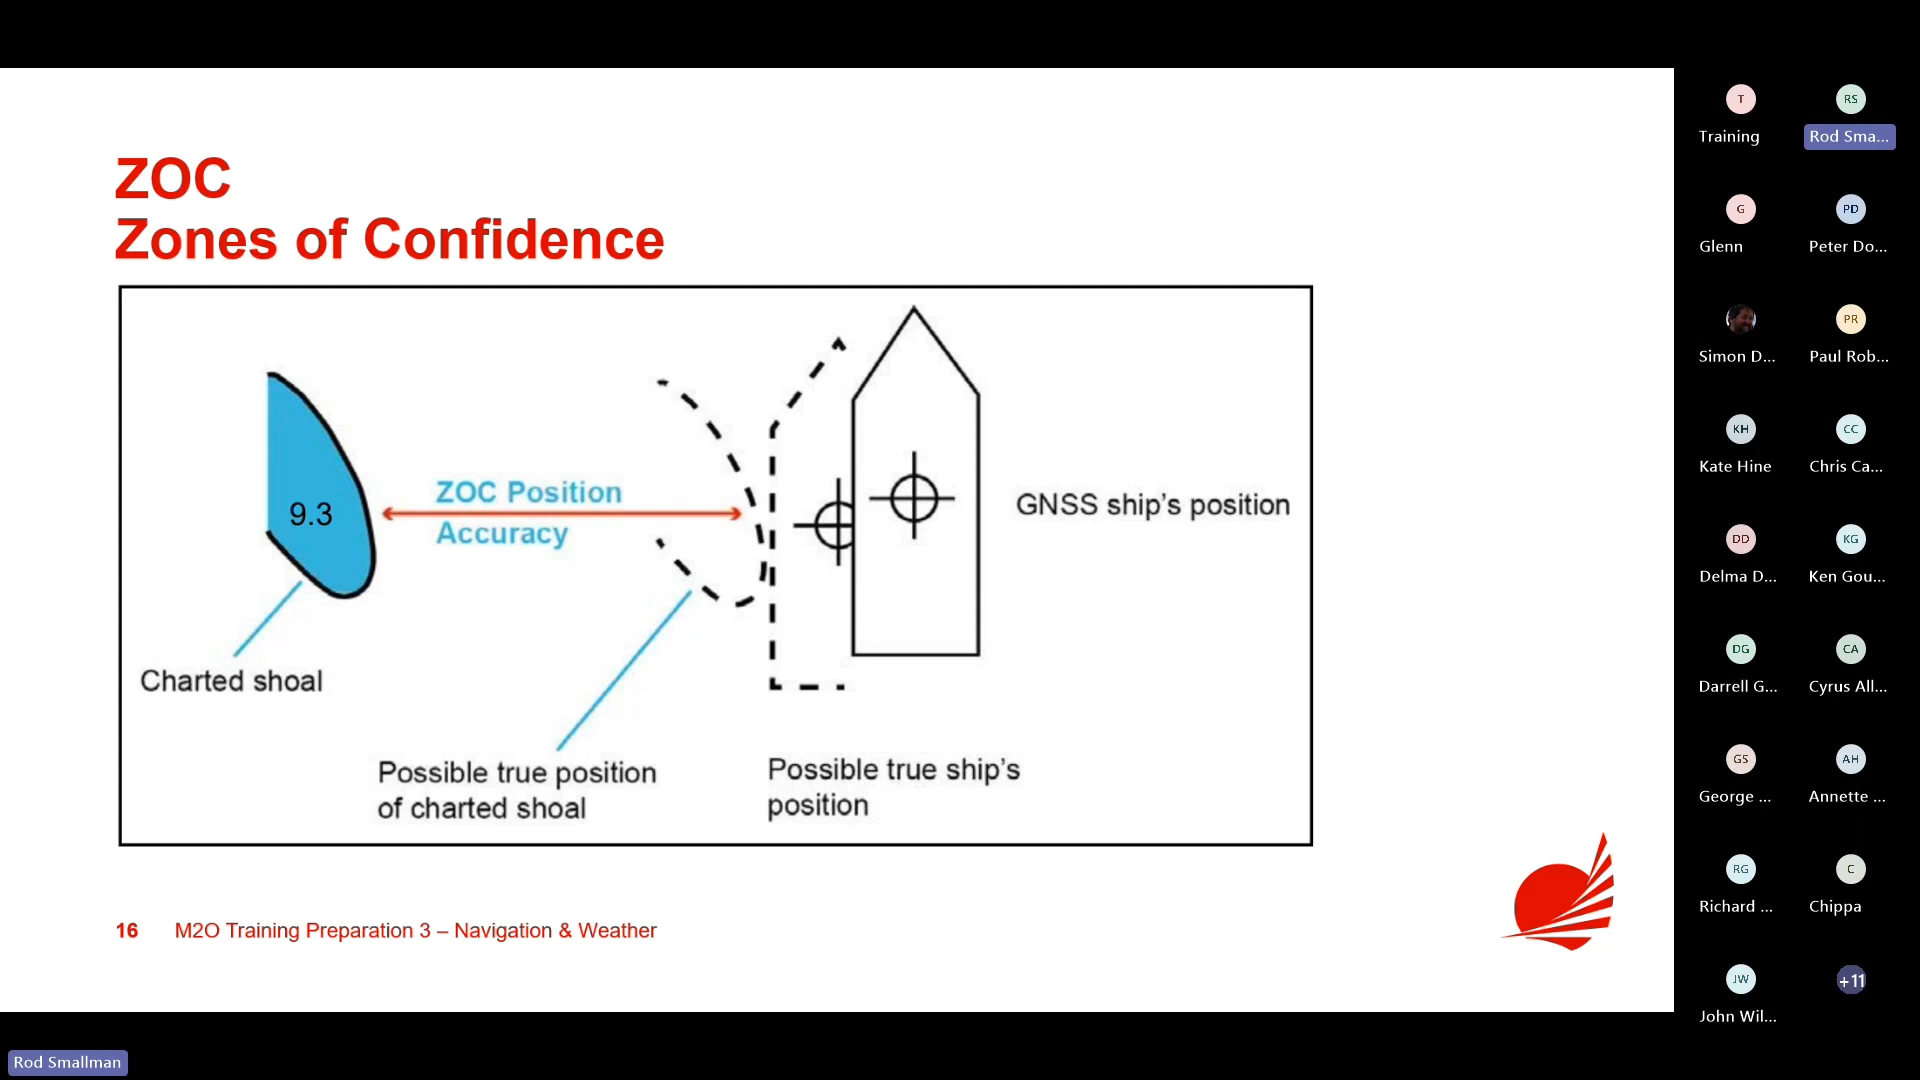 ZOC
Zones of Confidence
9.3
ZOC Position
Accuracy
GNSS ship's position
Charted shoal
Possible true position
of charted shoal
Possible true ship's
position
16 M2O Training Preparation 3 – Navigation & Weather
T
RS
Training
Rod Sma...
G
PD
Glenn
Peter Do...
PR
Simon D...
Paul Rob...
KH
CC
Kate Hine
Chris Ca...
DD
KG
Delma D...
Ken Gou...
DG
CA
Darrell G...
Cyrus All...
GS
AH
George ...
Annette ...
RG
C
Richard ...
Chippa
JW
+11
John Wil...
Rod Smallman